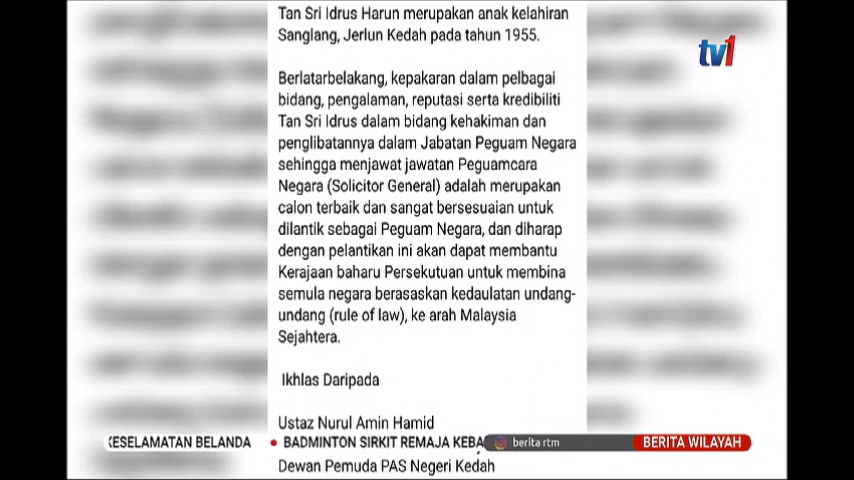 Tan Sri Idrus Harun merupakan anak kelahiran
Sanglang, Jerlun Kedah pada tahun 1955.
tv1
Berlatarbelakang, kepakaran dalam pelbagai
bidang, pengalaman, reputasi serta kredibiliti
Tan Sri Idrus dalam bidang kehakiman dan
penglibatannya dalam Jabatan Peguam Negara
sehingga menjawat jawatan Peguamcara
Negara (Solicitor General) adalah merupakan
calon terbaik dan sangat bersesuaian untuk
dilantik sebagai Peguam Negara, dan diharap
dengan pelantikan ini akan dapat membantu
Kerajaan baharu Persekutuan untuk membina
semula negara berasaskan kedaulatan undang-
undang (rule of law), ke arah Malaysia
Sejahtera.
Ikhlas Daripada
Ustaz Nurul Amin Hamid
KESELAMATAN BELANDA • BADMINTON SIRKIT REMAJA KEBA
berita rtm
BERITA WILAYAH
Dewan Pemuda PAS Negeri Kedah